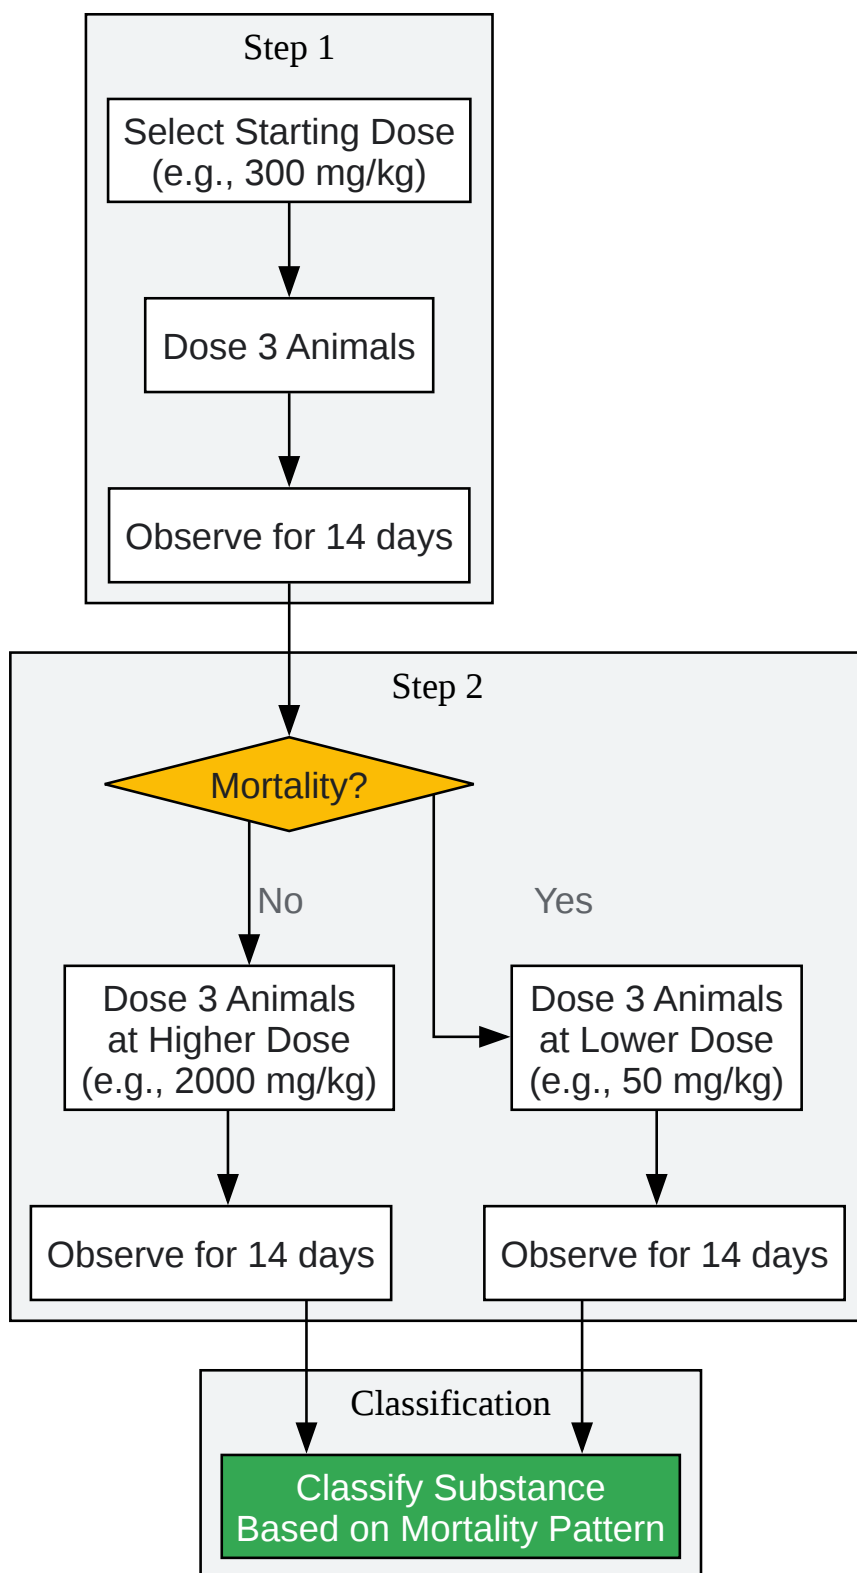 Step 1
Select Starting Dose
(e.g., 300 mg/kg)
Dose 3 Animals
Observe for 14 days
Step 2
Mortality?
No
Yes
Dose 3 Animals
at Higher Dose
(e.g., 2000 mg/kg)
Dose 3 Animals
at Lower Dose
(e.g., 50 mg/kg)
Observe for 14 days
Observe for 14 days
Classification
Classify Substance
Based on Mortality Pattern